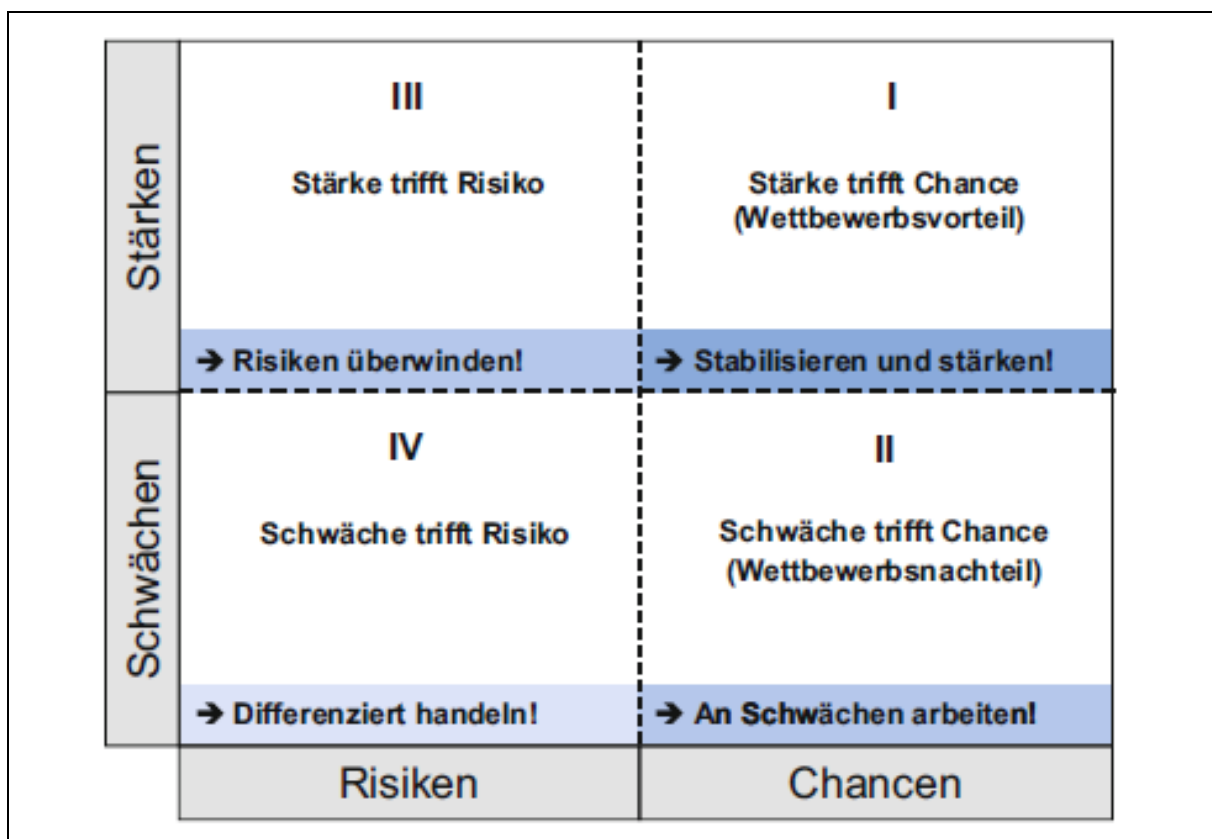 Stärken
III
Stärke trifft Risiko
➔ Risiken überwinden!
I
Stärke trifft Chance
(Wettbewerbsvorteil)
➔ Stabilisieren und stärken!
Schwächen
IV
Schwäche trifft Risiko
➔ Differenziert handeln!
II
Schwäche trifft Chance
(Wettbewerbsnachteil)
➔ An Schwächen arbeiten!
Risiken
Chancen